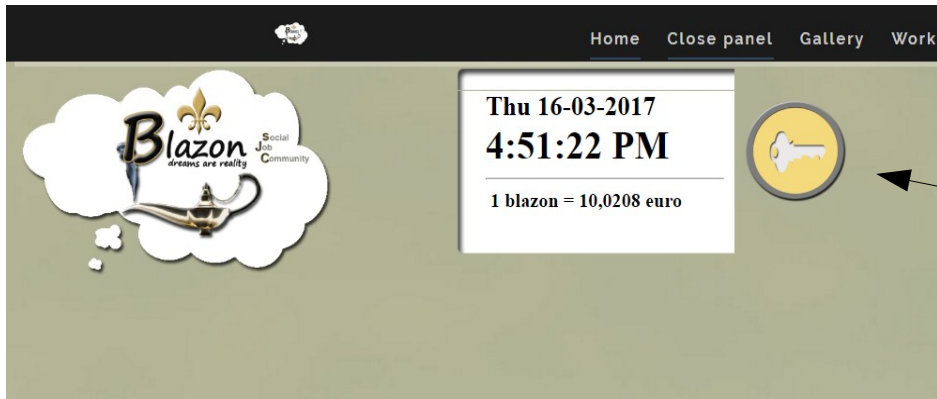 Home Close panel Gallery Work
Blazon
dreams are reality
Social
Job
Community
Thu 16-03-2017
4:51:22 PM
1 blazon = 10,0208 euro